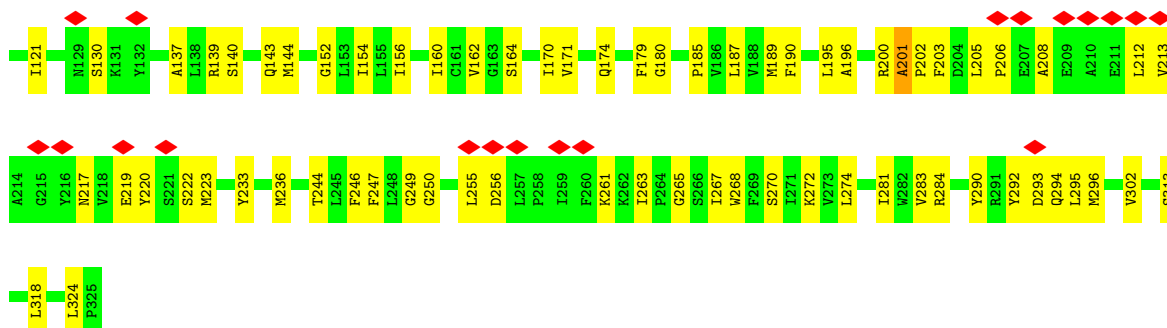 I121 N129 S130 K131 Y132 A137 L138 R139 S140 Q143 M144 G152 L153 I154 L155 I156 I160 C161 V162 G163 S164 I170 V171 Q174 F179 G180 P185 V186 L187 V188 M189 F190 L195 A196 R200 A201 P202 F203 D204 L205 P206 E207 A208 E209 A210 E211 L212 V213
A214 G215 Y216 N217 V218 E219 Y220 S221 S222 M223 Y233 M236 T244 L245 F246 F247 L248 G249 G250 L255 D256 L257 P258 I259 F260 K261 K262 I263 P264 G265 S266 I267 W268 F269 S270 I271 K272 V273 L274 I281 W282 V283 R284 Y290 R291 Y292 D293 Q294 L295 M296 V302
L318 L324 P325